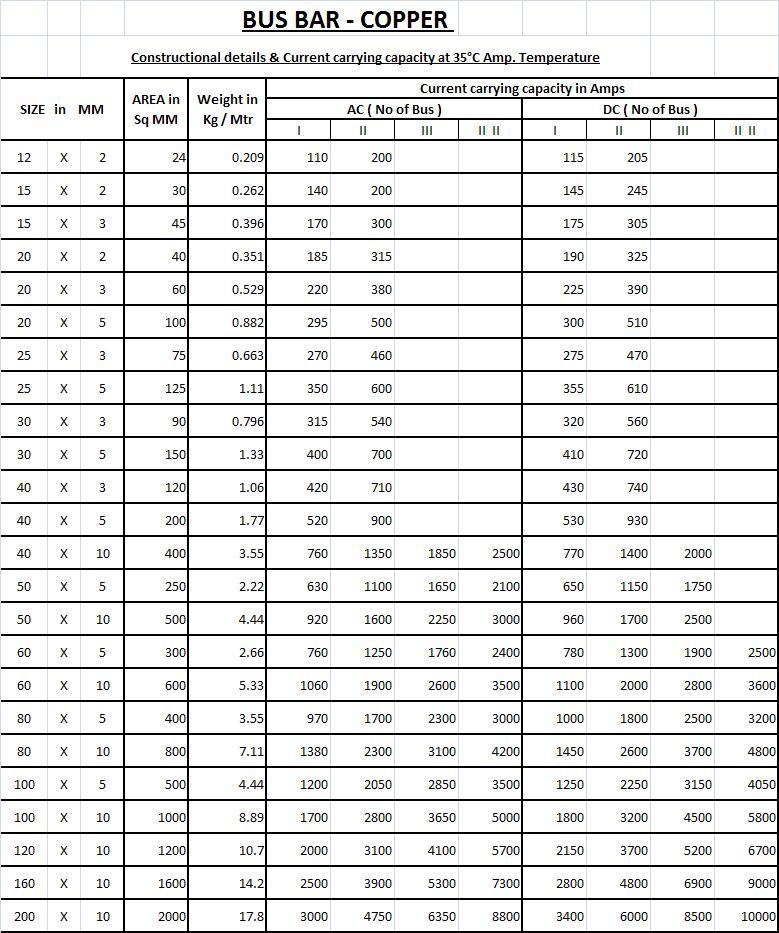 BUS BAR - COPPER
Constructional details & Current carrying capacity at 35°C Amp. Temperature
SIZE in MM AREA in Sq MM Weight in Kg / Mtr Current carrying capacity in Amps
AC ( No of Bus ) DC ( No of Bus )
I II III II II I II III II II
12 X 2 24 0.209 110 200 115 205
15 X 2 30 0.262 140 200 145 245
15 X 3 45 0.396 170 300 175 305
20 X 2 40 0.351 185 315 190 325
20 X 3 60 0.529 220 380 225 390
20 X 5 100 0.882 295 500 300 510
25 X 3 75 0.663 270 460 275 470
25 X 5 125 1.11 350 600 355 610
30 X 3 90 0.796 315 540 320 560
30 X 5 150 1.33 400 700 410 720
40 X 3 120 1.06 420 710 430 740
40 X 5 200 1.77 520 900 530 930
40 X 10 400 3.55 760 1350 1850 2500 770 1400 2000
50 X 5 250 2.22 630 1100 1650 2100 650 1150 1750
50 X 10 500 4.44 920 1600 2250 3000 960 1700 2500
60 X 5 300 2.66 760 1250 1760 2400 780 1300 1900 2500
60 X 10 600 5.33 1060 1900 2600 3500 1100 2000 2800 3600
80 X 5 400 3.55 970 1700 2300 3000 1000 1800 2500 3200
80 X 10 800 7.11 1380 2300 3100 4200 1450 2600 3700 4800
100 X 5 500 4.44 1200 2050 2850 3500 1250 2250 3150 4050
100 X 10 1000 8.89 1700 2800 3650 5000 1800 3200 4500 5800
120 X 10 1200 10.7 2000 3100 4100 5700 2150 3700 5200 6700
160 X 10 1600 14.2 2500 3900 5300 7300 2800 4800 6900 9000
200 X 10 2000 17.8 3000 4750 6350 8800 3400 6000 8500 10000